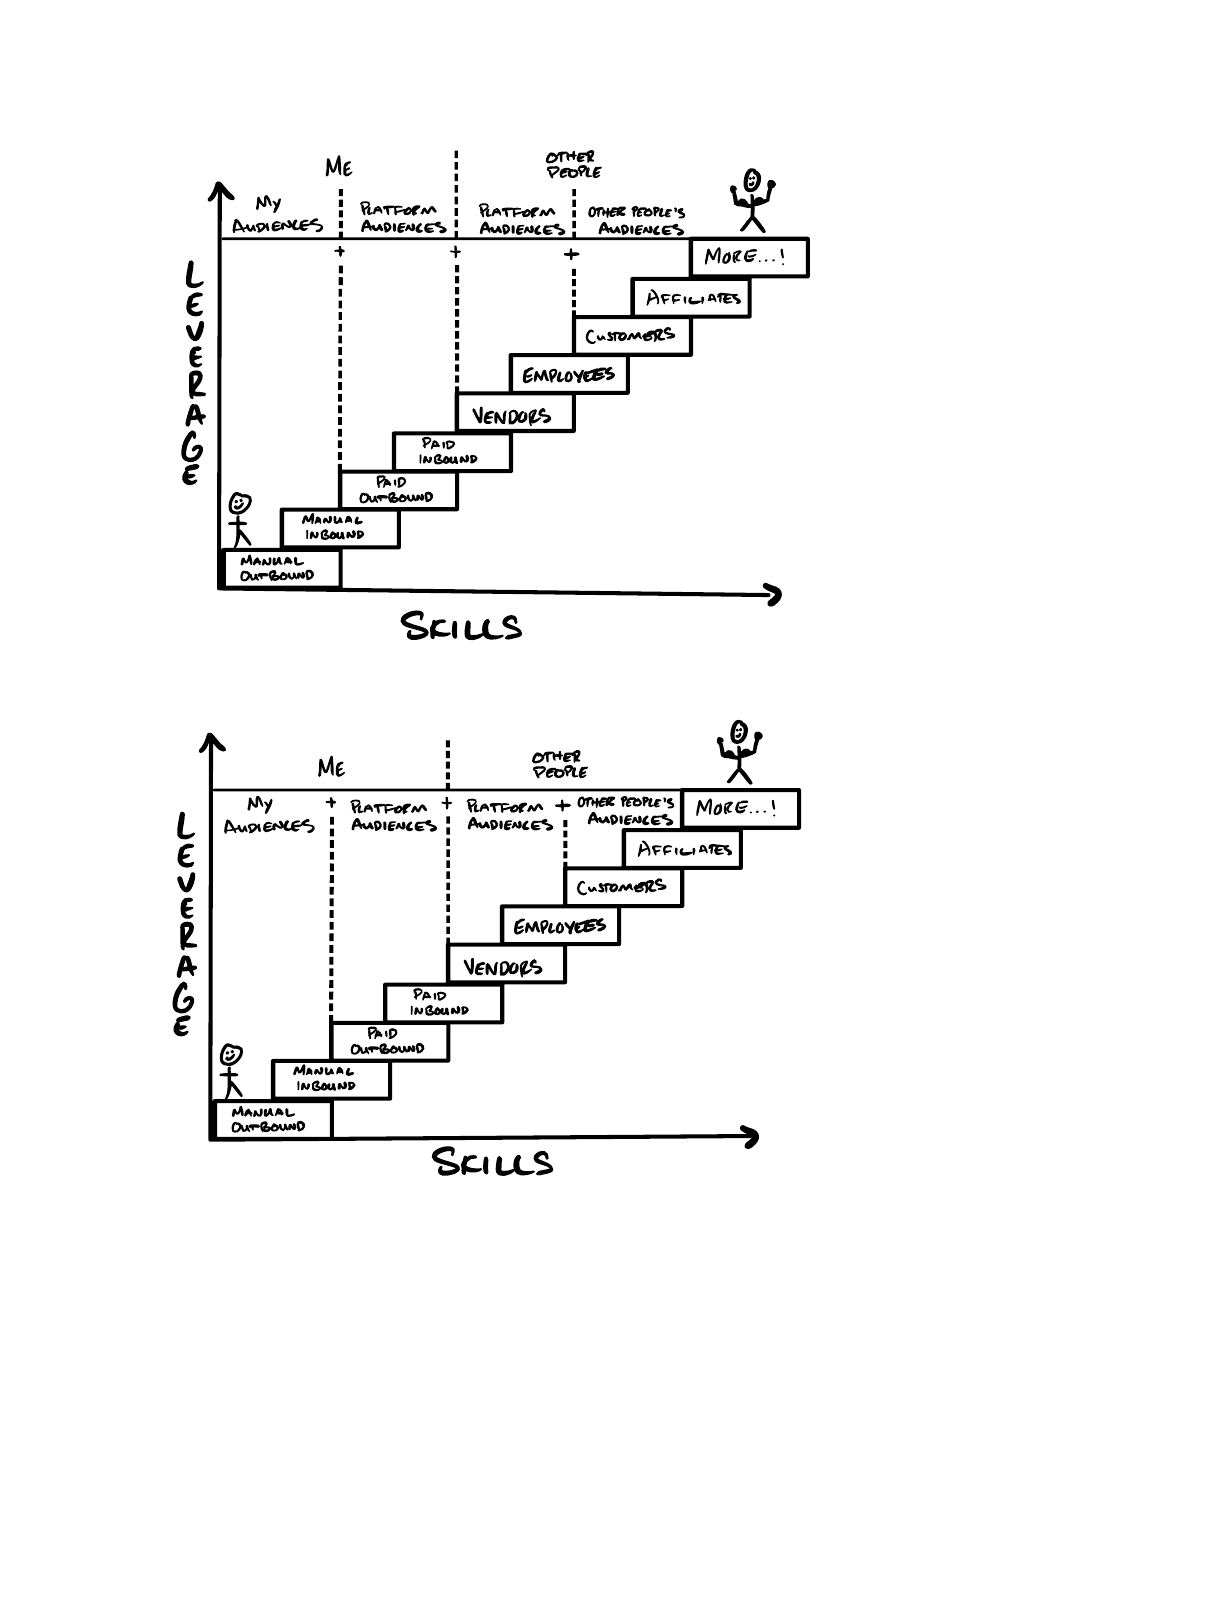 ME
OTHER
PEOPLE
MY
AUDIENCES
PLATFORM
AUDIENCES
PLATFORM
AUDIENCES
OTHER PEOPLE'S
AUDIENCES
+
+
+
MORE...!
AFFILIATES
CUSTOMERS
EMPLOYEES
VENDORS
PAID
INBOUND
PAID
OUTBOUND
MANUAL
INBOUND
MANUAL
OUTBOUND
LEVERAGE
SKILLS
ME
OTHER
PEOPLE
MY
AUDIENCES
+
PLATFORM
AUDIENCES
+
PLATFORM
AUDIENCES
+
OTHER PEOPLE'S
AUDIENCES
MORE...!
AFFILIATES
CUSTOMERS
EMPLOYEES
VENDORS
PAID
INBOUND
PAID
OUTBOUND
MANUAL
INBOUND
MANUAL
OUTBOUND
LEVERAGE
SKILLS